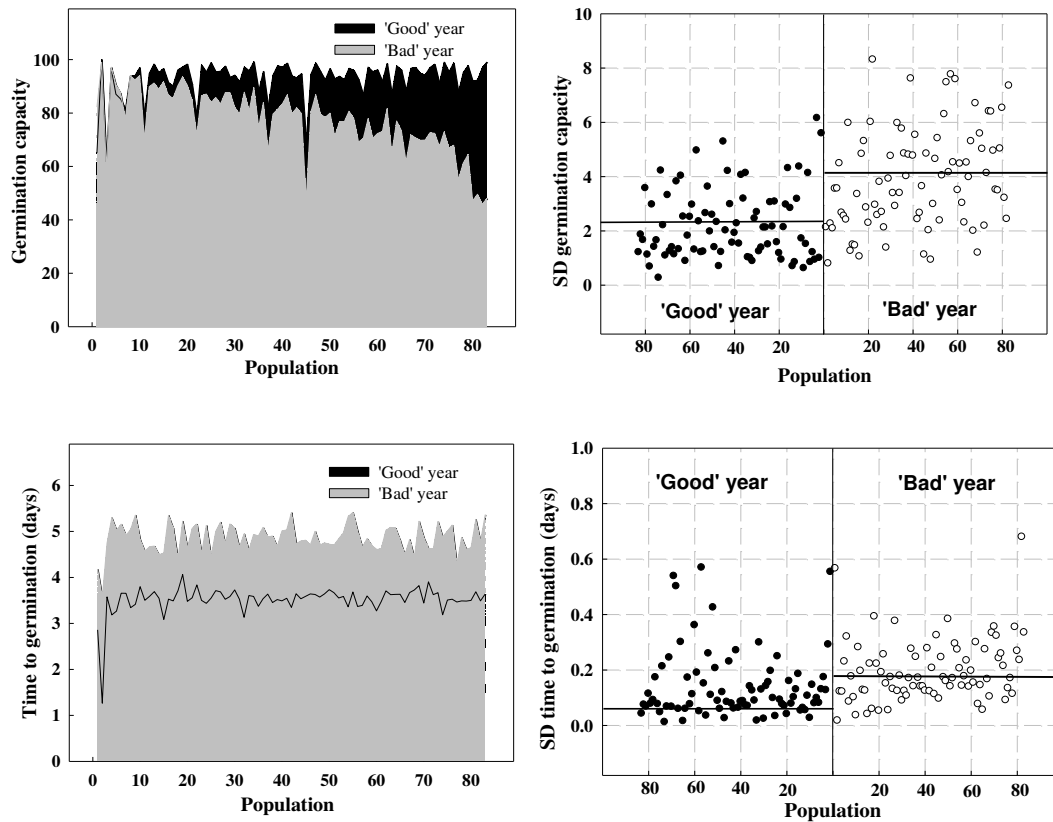 'Good' year
'Bad' year
100
80
60
40
20
0
Germination capacity
0 10 20 30 40 50 60 70 80 90
Population
10
8
6
4
2
0
SD germination capacity
'Good' year
'Bad' year
80 60 40 20 20 40 60 80
Population
'Good' year
'Bad' year
6
5
4
3
2
1
0
Time to germination (days)
0 10 20 30 40 50 60 70 80 90
Population
1.0
0.8
0.6
0.4
0.2
0.0
SD time to germination (days)
'Good' year
'Bad' year
80 60 40 20 20 40 60 80
Population